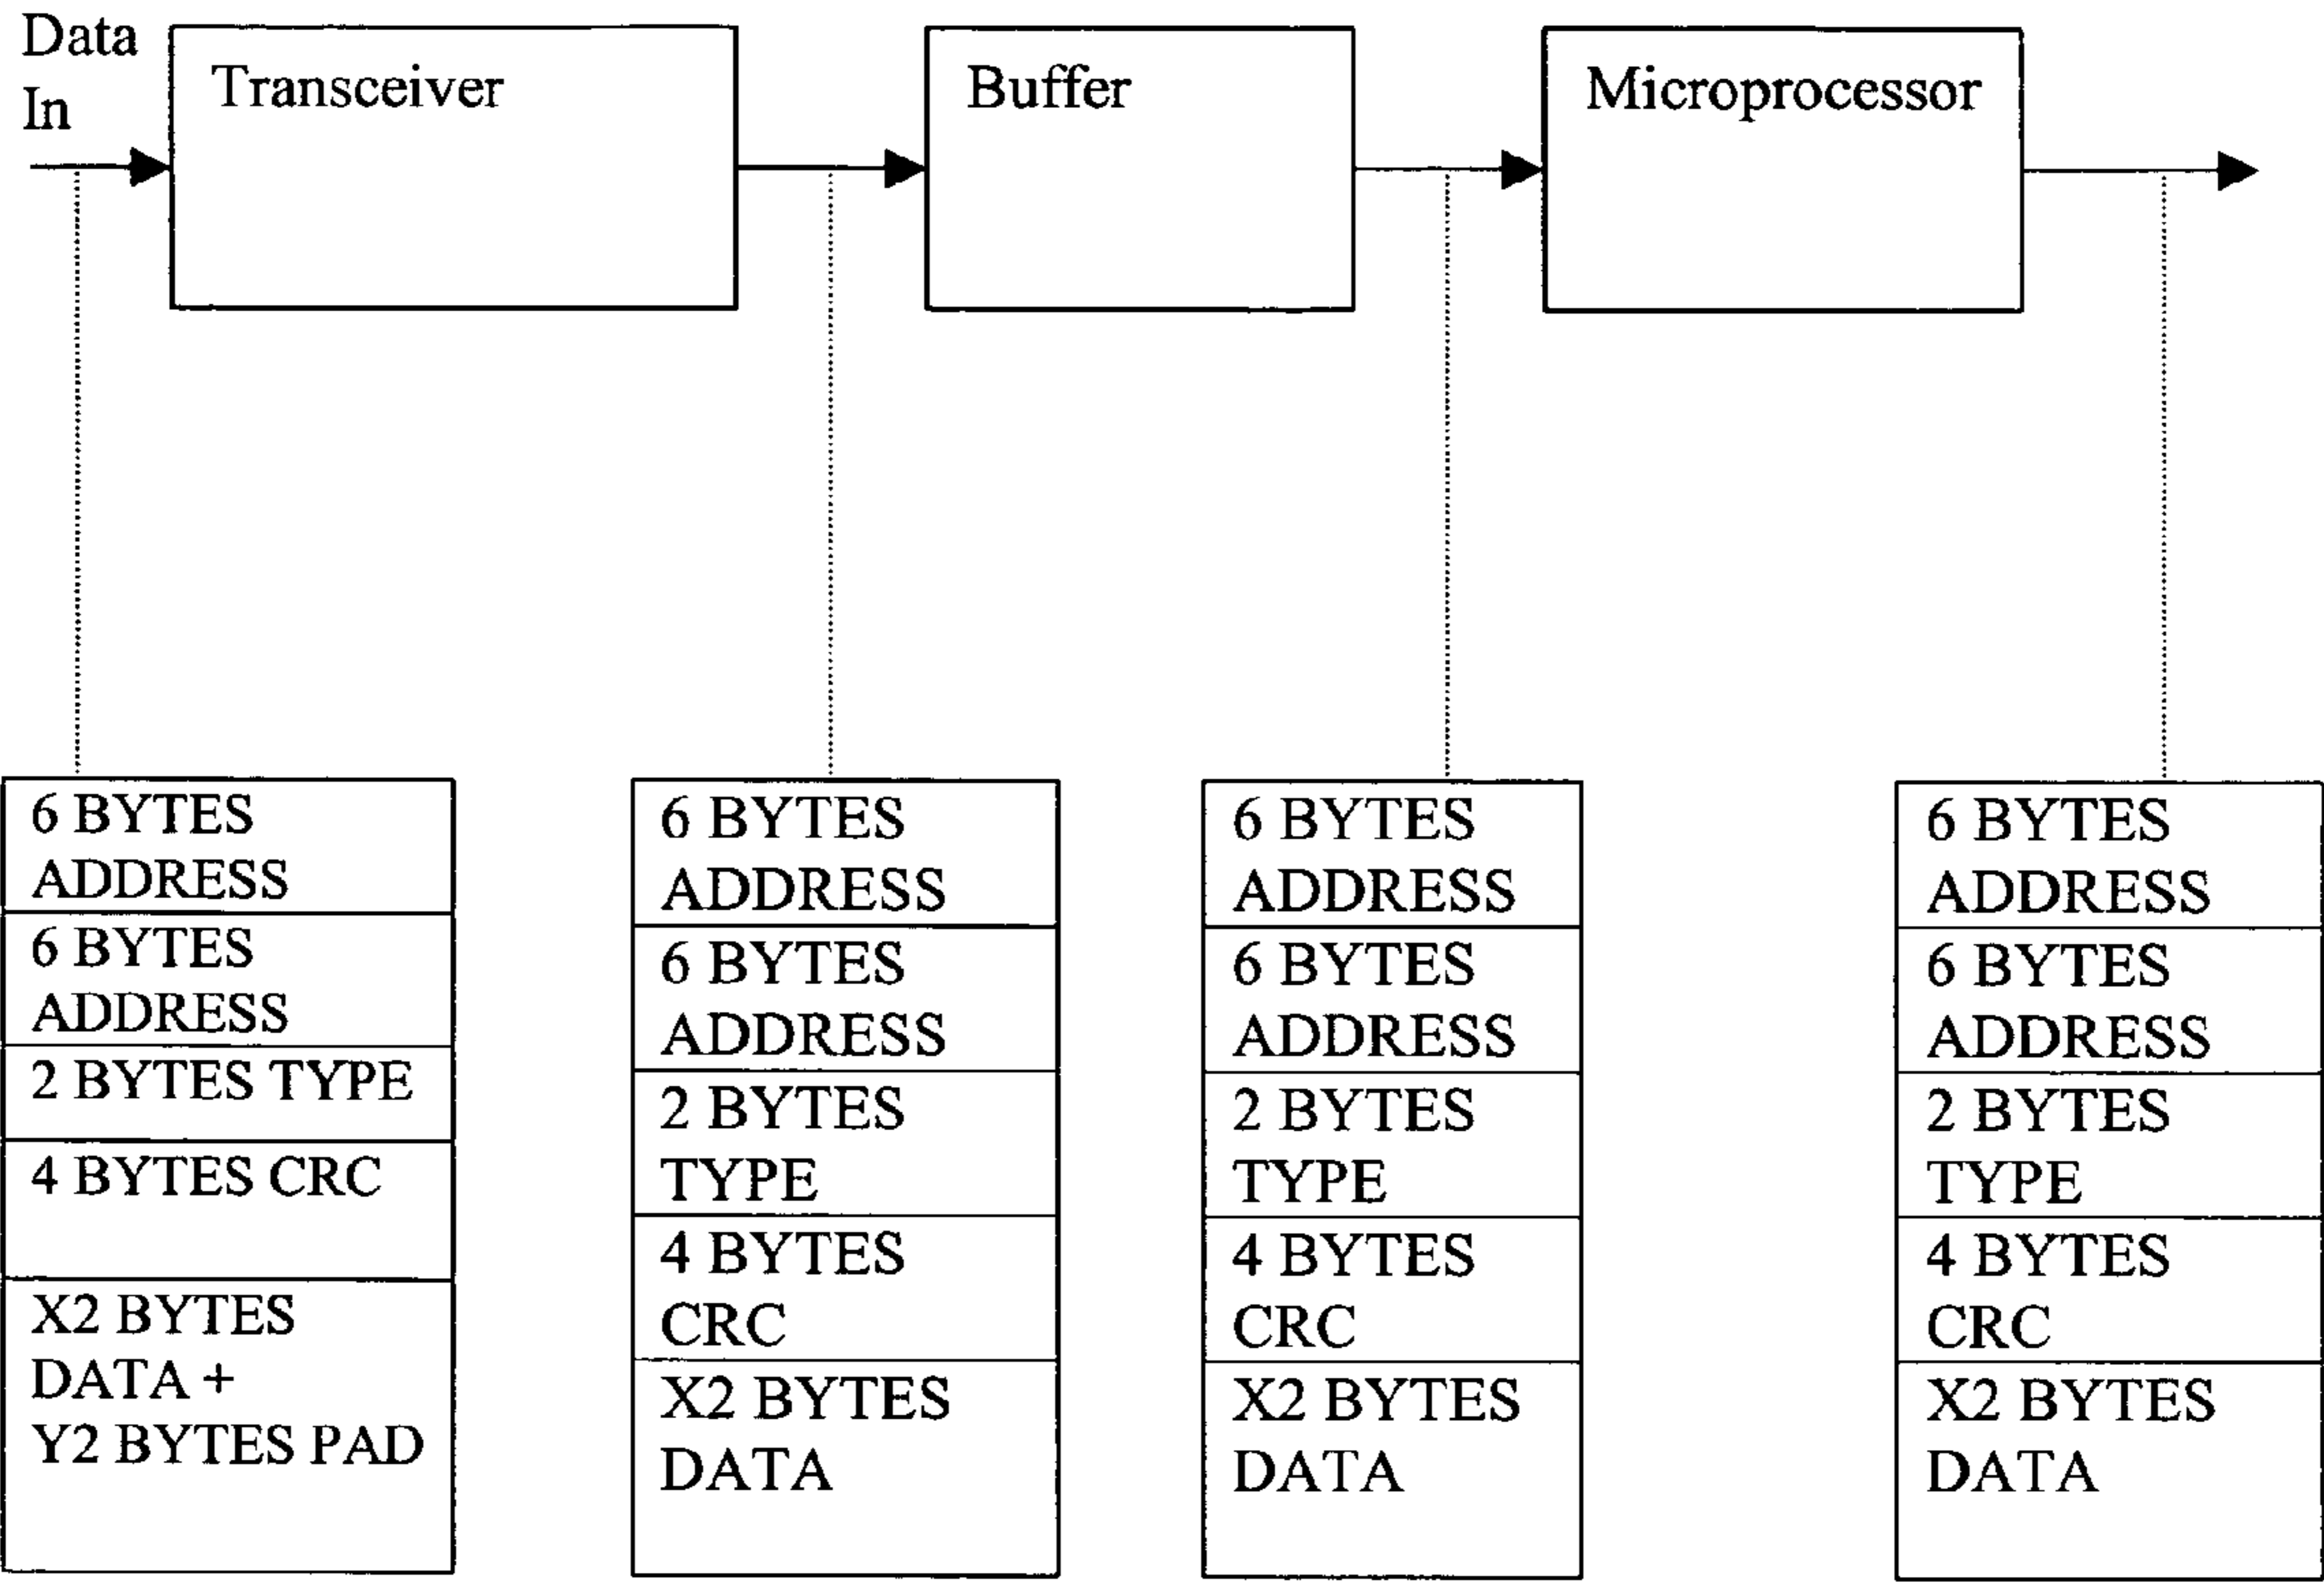 Data
In
Transceiver
Buffer
Microprocessor
6 BYTES
ADDRESS
6 BYTES
ADDRESS
2 BYTES TYPE
4 BYTES CRC
X2 BYTES
DATA +
Y2 BYTES PAD
6 BYTES
ADDRESS
6 BYTES
ADDRESS
2 BYTES
TYPE
4 BYTES
CRC
X2 BYTES
DATA
6 BYTES
ADDRESS
6 BYTES
ADDRESS
2 BYTES
TYPE
4 BYTES
CRC
X2 BYTES
DATA
6 BYTES
ADDRESS
6 BYTES
ADDRESS
2 BYTES
TYPE
4 BYTES
CRC
X2 BYTES
DATA